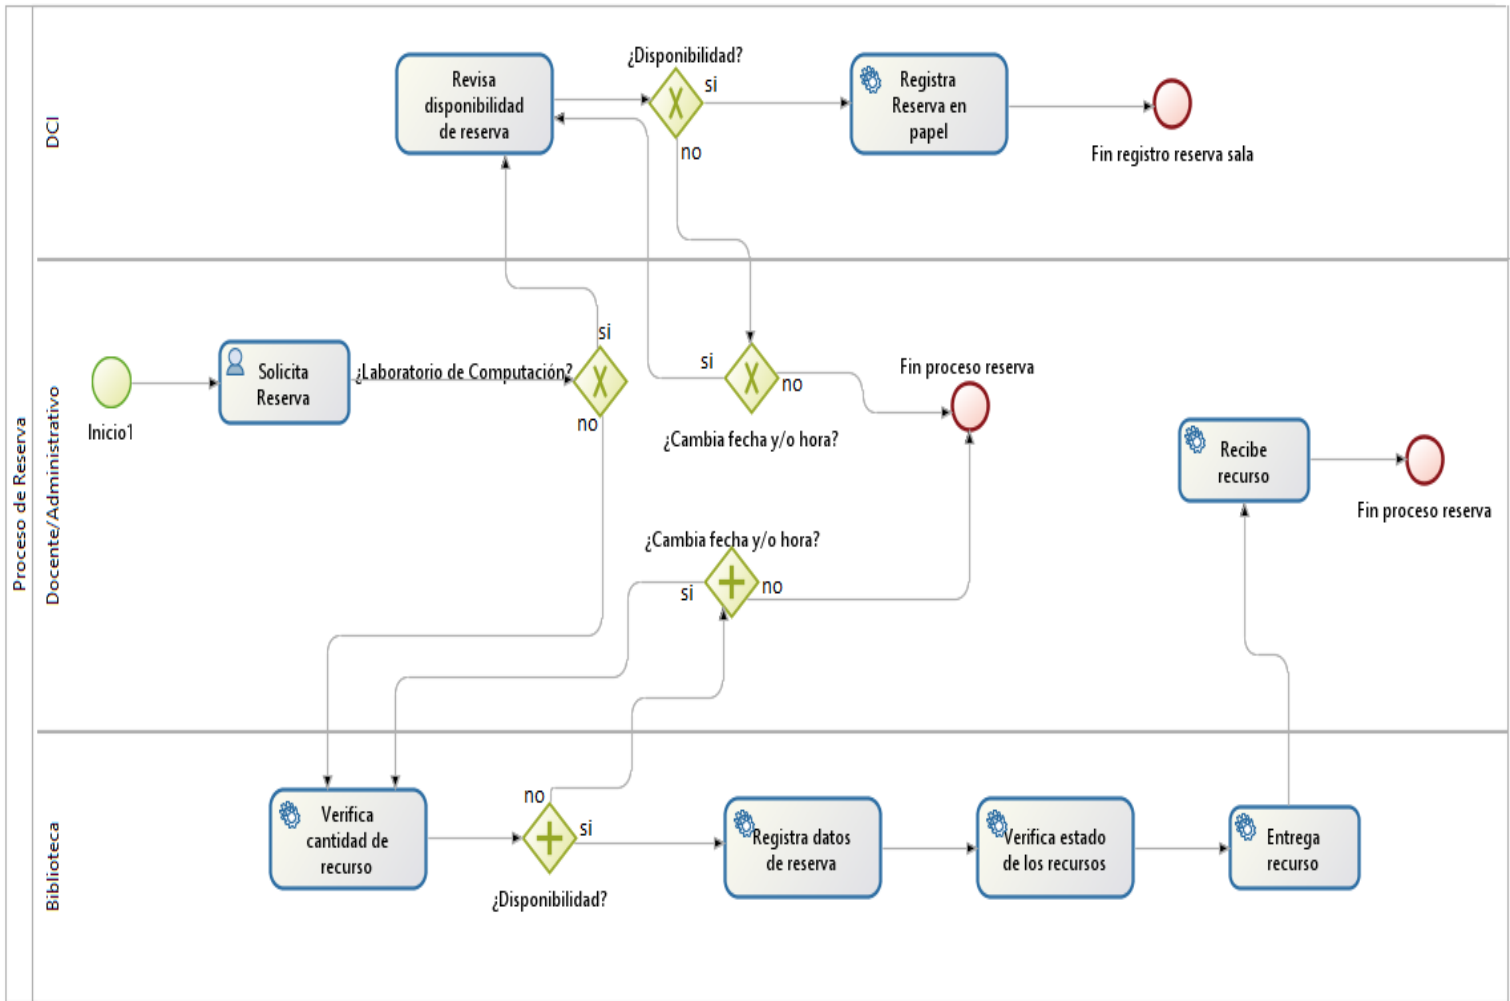 Proceso de Reserva
DCI
Revisa
disponibilidad
de reserva
¿Disponibilidad?
si
no
Registra
Reserva en
papel
Fin registro reserva sala
Docente/Administrativo
Inicio1
Solicita
Reserva
¿Laboratorio de Computación?
si
no
si
no
¿Cambia fecha y/o hora?
Fin proceso reserva
¿Cambia fecha y/o hora?
si
no
Recibe
recurso
Fin proceso reserva
Biblioteca
Verifica
cantidad de
recurso
no
si
¿Disponibilidad?
Registra datos
de reserva
Verifica estado
de los recursos
Entrega
recurso